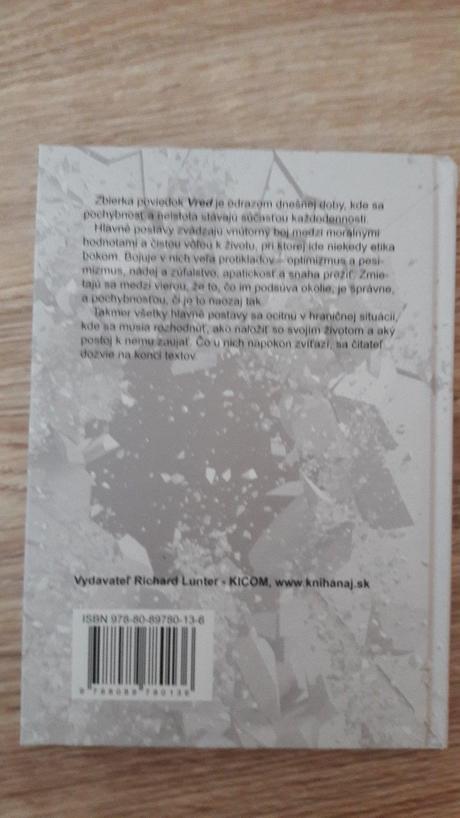 Zbierka poviedok Vred je odrazom dnešnej doby, kde sa
pochybnosť a neistota stávajú súčasťou každodennosti.
Hlavné postavy zvádzajú vnútorný boj medzi morálnymi
hodnotami a čistou vôľou k životu, pri ktorej ide niekedy etika
bokom. Bojuje v nich veľa protikladov – optimizmus a pesi-
mizmus, nádej a zúfalstvo, apatickosť a snaha prežiť. Zmie-
tajú sa medzi vierou, že to, čo im podsúva okolie, je správne,
a pochybnosťou, či je to naozaj tak.
Takmer všetky hlavné postavy sa ocitnú v hraničnej situácii,
kde sa musia rozhodnúť, ako naložiť so svojím životom a aký
postoj k nemu zaujať. Čo u nich napokon zvíťazí, sa čitateľ
dozvie na konci textov.
Vydavateľ Richard Lunter - KICOM, www.knihanaj.sk
ISBN 978-80-89780-13-6
9 788089 780136